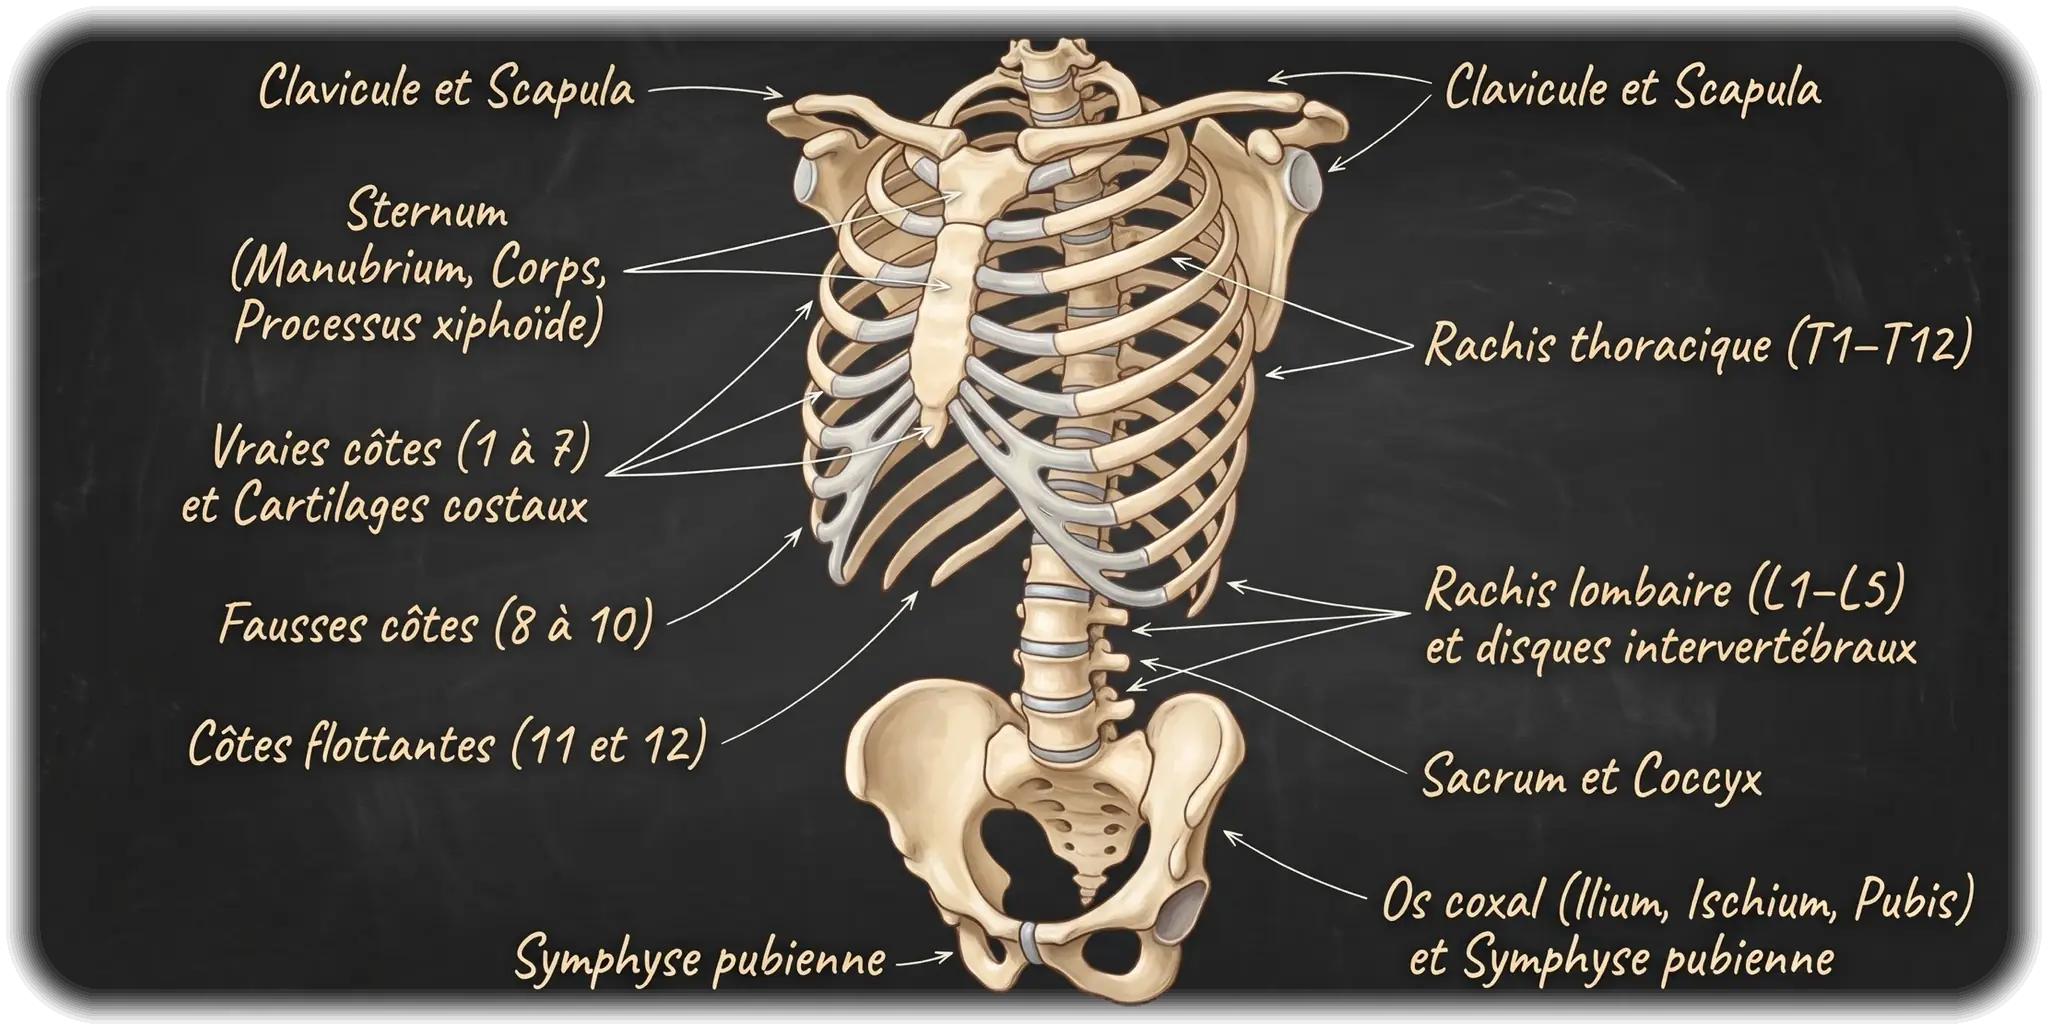 Clavicule et Scapula
Sternum
(Manubrium, Corps,
Processus xiphoïde)
Vraies côtes (1 à 7)
et Cartilages costaux
Fausses côtes (8 à 10)
Côtes flottantes (11 et 12)
Symphyse pubienne
Clavicule et Scapula
Rachis thoracique (T1–T12)
Rachis lombaire (L1–L5)
et disques intervertébraux
Sacrum et Coccyx
Os coxal (Ilium, Ischium, Pubis)
et Symphyse pubienne